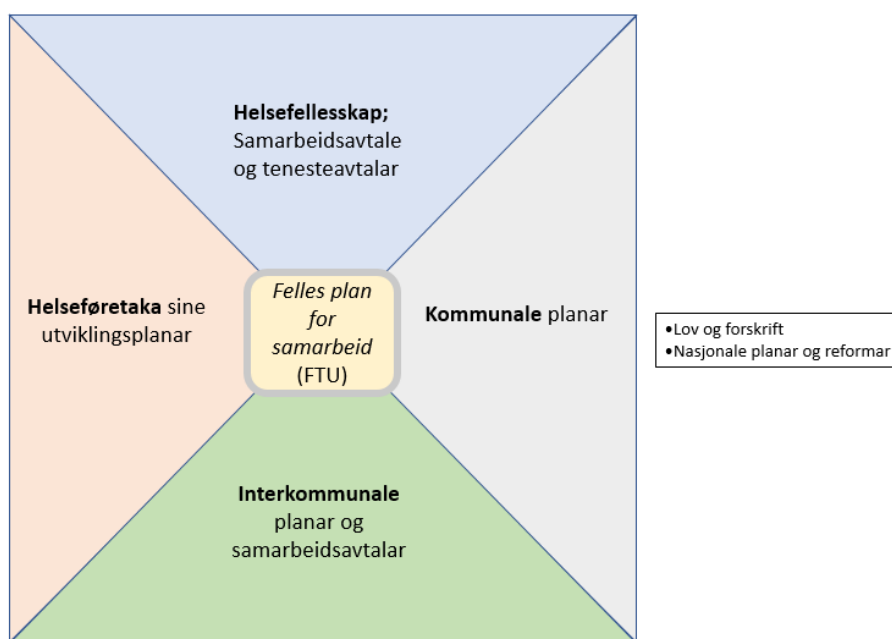 Helsefellesskap;
Samarbeidsavtale
og tenesteavtalar
Helseføretaka sine
utviklingsplanar
Felles plan
for
samarbeid
(FTU)
Kommunale planar
•Lov og forskrift
•Nasjonale planar og reformar
Interkommunale
planar og
samarbeidsavtalar